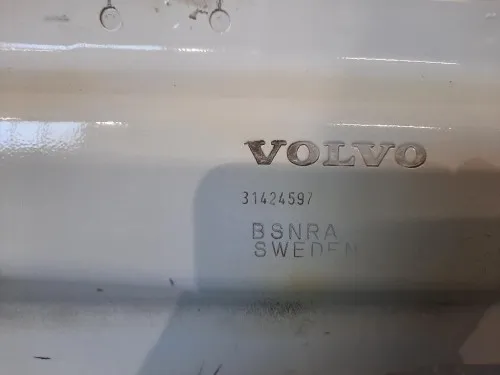 VOLVO
31424597
BSNRA
SWEDEN